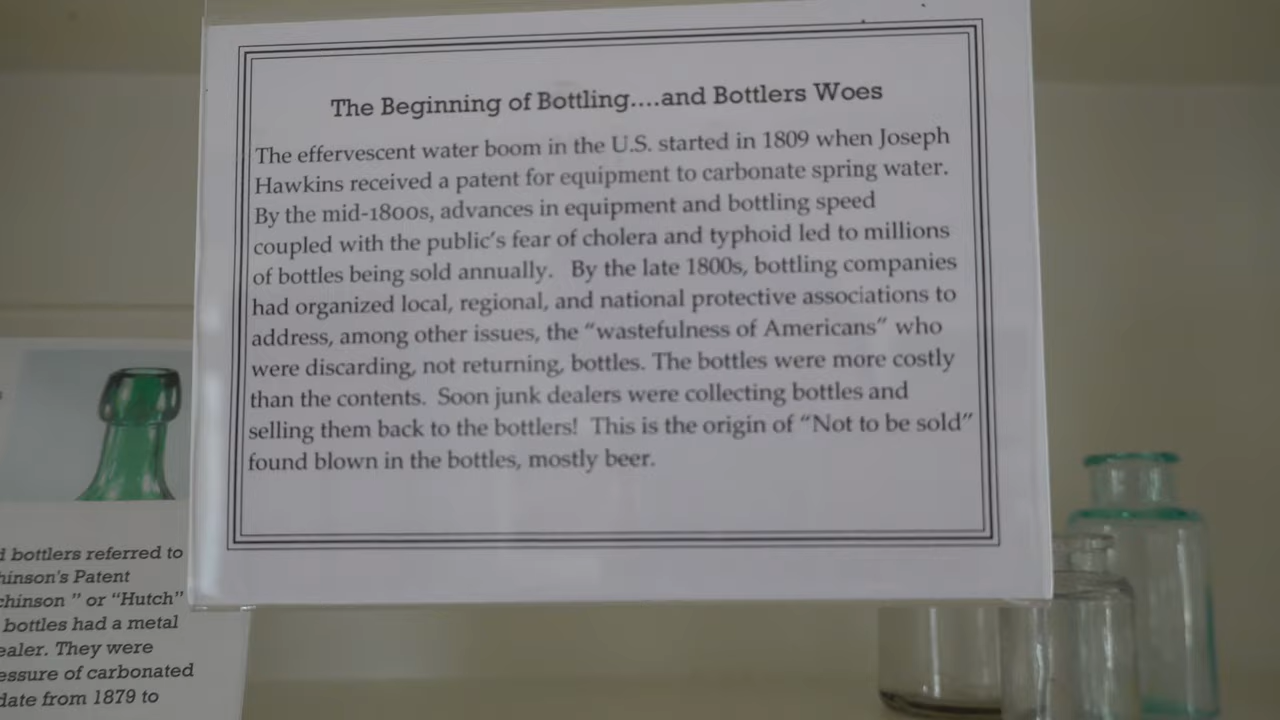 The Beginning of Bottling....and Bottlers Woes
The effervescent water boom in the U.S. started in 1809 when Joseph
Hawkins received a patent for equipment to carbonate spring water.
By the mid-1800s, advances in equipment and bottling speed
coupled with the public's fear of cholera and typhoid led to millions
of bottles being sold annually. By the late 1800s, bottling companies
had organized local, regional, and national protective associations to
address, among other issues, the "wastefulness of Americans" who
were discarding, not returning, bottles. The bottles were more costly
than the contents. Soon junk dealers were collecting bottles and
selling them back to the bottlers! This is the origin of "Not to be sold"
found blown in the bottles, mostly beer.
bottlers referred to
Patent
" or "Hutch"
bottles had a metal
They were
of carbonated
date from 1879 to